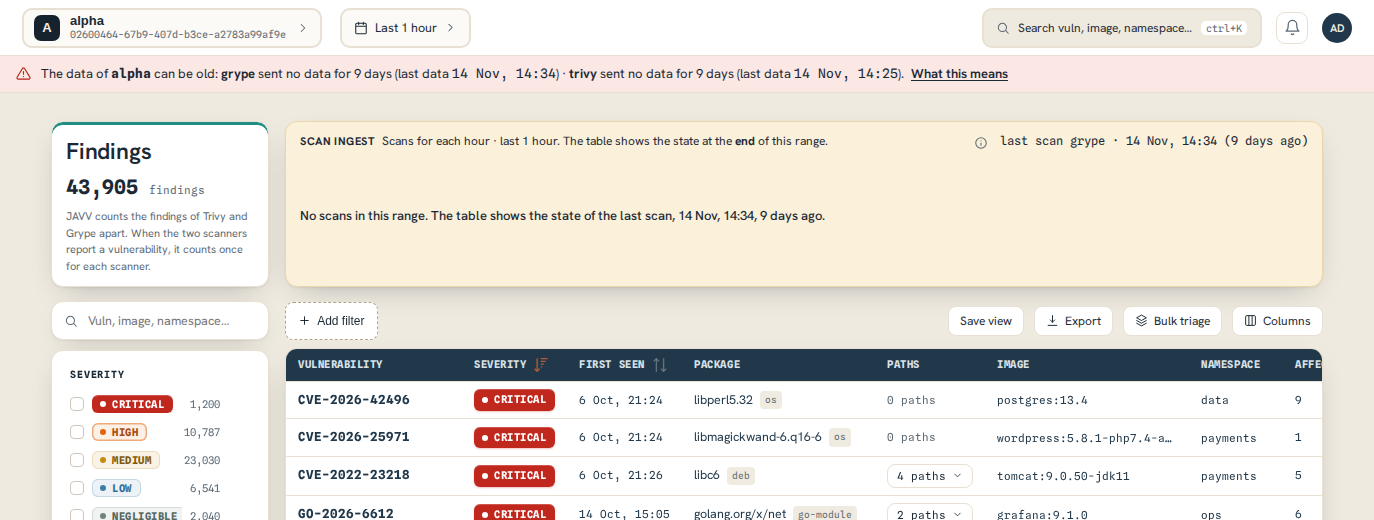 A alpha
02600464-67b9-407d-b3ce-a2783a99af9e
Last 1 hour
Search vuln, image, namespace... ctrl+K
AD
The data of alpha can be old: grype sent no data for 9 days (last data 14 Nov, 14:34) · trivy sent no data for 9 days (last data 14 Nov, 14:25). What this means
Findings
43,905 findings
JAVV counts the findings of Trivy and
Grype apart. When the two scanners
report a vulnerability, it counts once
for each scanner.
SCAN INGEST Scans for each hour · last 1 hour. The table shows the state at the end of this range.
last scan grype · 14 Nov, 14:34 (9 days ago)
No scans in this range. The table shows the state of the last scan, 14 Nov, 14:34, 9 days ago.
Vuln, image, namespace...
Add filter
Save view
Export
Bulk triage
Columns
SEVERITY
CRITICAL 1,200
HIGH 10,787
MEDIUM 23,030
LOW 6,541
NEGLIGIBLE 2,040
VULNERABILITY SEVERITY FIRST SEEN PACKAGE PATHS IMAGE NAMESPACE AFFE
CVE-2026-42496 CRITICAL 6 Oct, 21:24 libperl5.32 os 0 paths postgres:13.4 data 9
CVE-2026-25971 CRITICAL 6 Oct, 21:24 libmagickwand-6.q16-6 os 0 paths wordpress:5.8.1-php7.4-a… payments 1
CVE-2022-23218 CRITICAL 6 Oct, 21:26 libc6 deb 4 paths tomcat:9.0.50-jdk11 payments 5
GO-2026-6612 CRITICAL 14 Oct, 15:05 golang.org/x/net go-module 2 paths grafana:9.1.0 ops 6